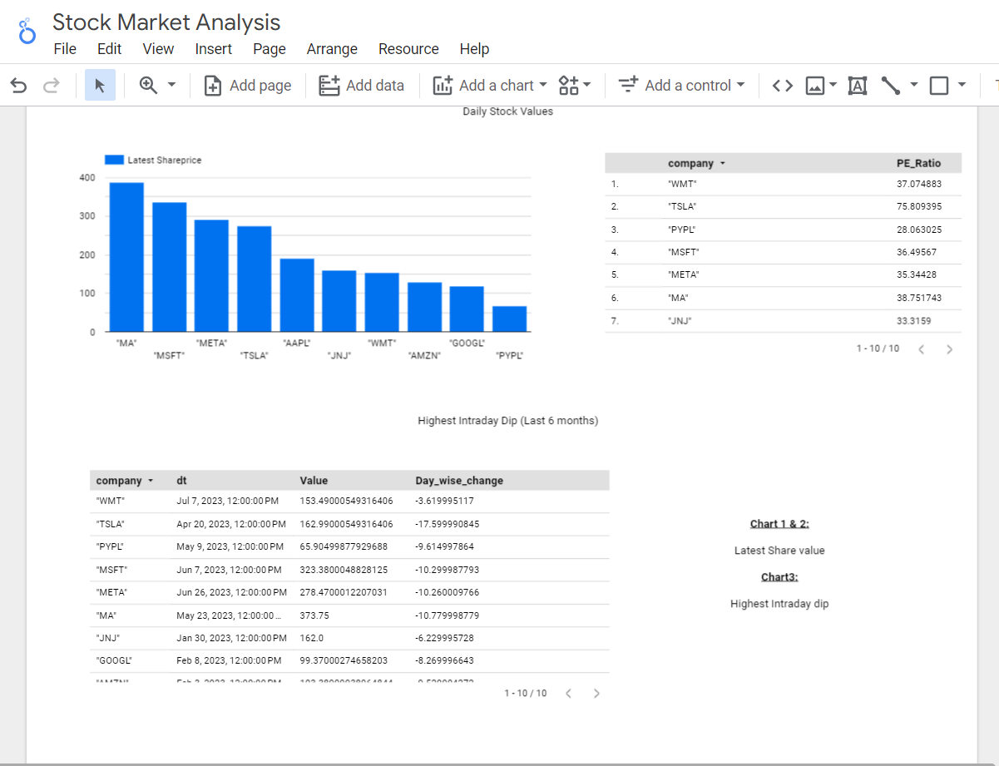 Stock Market Analysis
File Edit View Insert Page Arrange Resource Help
Add page Add data Add a chart Add a control
Daily Stock Values
Latest Shareprice
400
300
200
100
0
"MA" "META" "AAPL" "WMT" "GOOGL"
"MSFT" "TSLA" "JNJ" "AMZN" "PYPL"
company PE_Ratio
1. "WMT" 37.074883
2. "TSLA" 75.809395
3. "PYPL" 28.063025
4. "MSFT" 36.49567
5. "META" 35.34428
6. "MA" 38.751743
7. "JNJ" 33.3159
1 - 10 / 10
Highest Intraday Dip (Last 6 months)
company dt Value Day_wise_change
"WMT" Jul 7, 2023, 12:00:00 PM 153.49000549316406 -3.619995117
"TSLA" Apr 20, 2023, 12:00:00 PM 162.99000549316406 -17.599990845
"PYPL" May 9, 2023, 12:00:00 PM 65.90499877929688 -9.614997864
"MSFT" Jun 7, 2023, 12:00:00 PM 323.3800048828125 -10.299987793
"META" Jun 26, 2023, 12:00:00 PM 278.4700012207031 -10.260009766
"MA" May 23, 2023, 12:00:00... 373.75 -10.779998779
"JNJ" Jan 30, 2023, 12:00:00 PM 162.0 -6.229995728
"GOOGL" Feb 8, 2023, 12:00:00 PM 99.37000274658203 -8.269996643
1 - 10 / 10
Chart 1 & 2:
Latest Share value
Chart3:
Highest Intraday dip